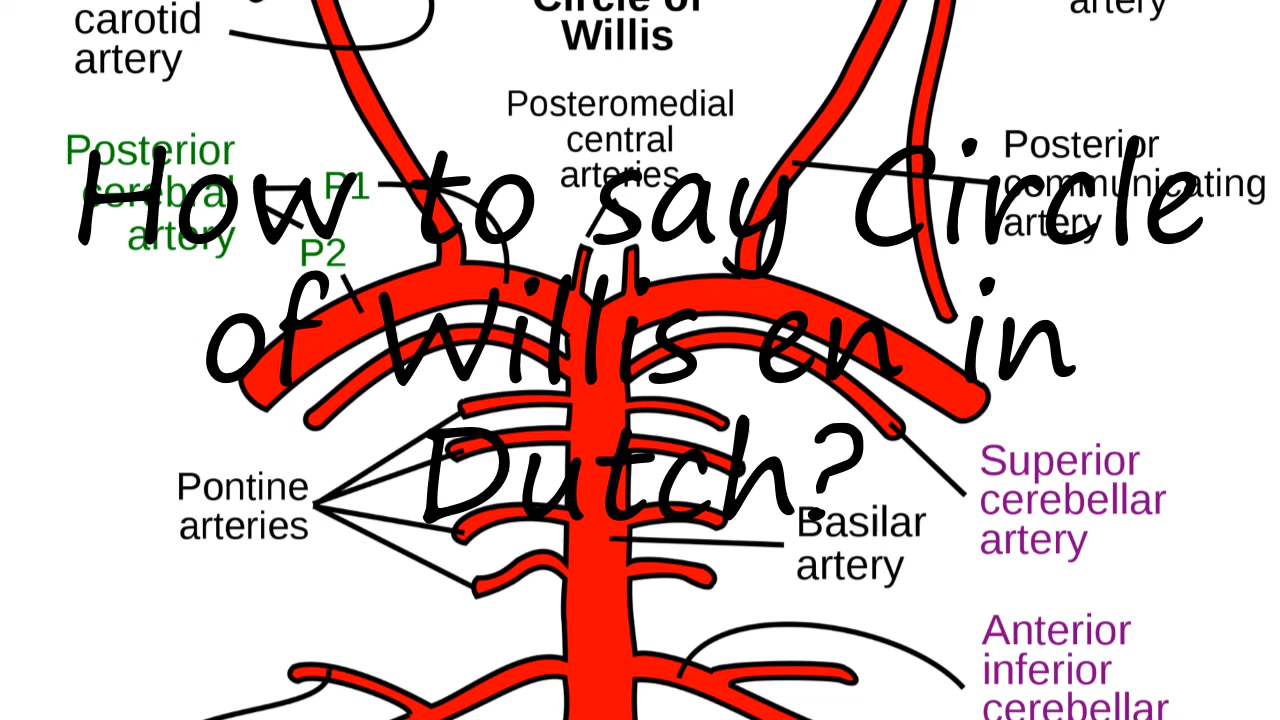 carotid
artery
Circle of
Willis
artery
Posteromedial
central
arteries
Posterior
cerebral
artery
P1
P2
Posterior
communicating
artery
How to say Circle
of Willis en in
Dutch?
Pontine
arteries
Basilar
artery
Superior
cerebellar
artery
Anterior
inferior
cerebellar